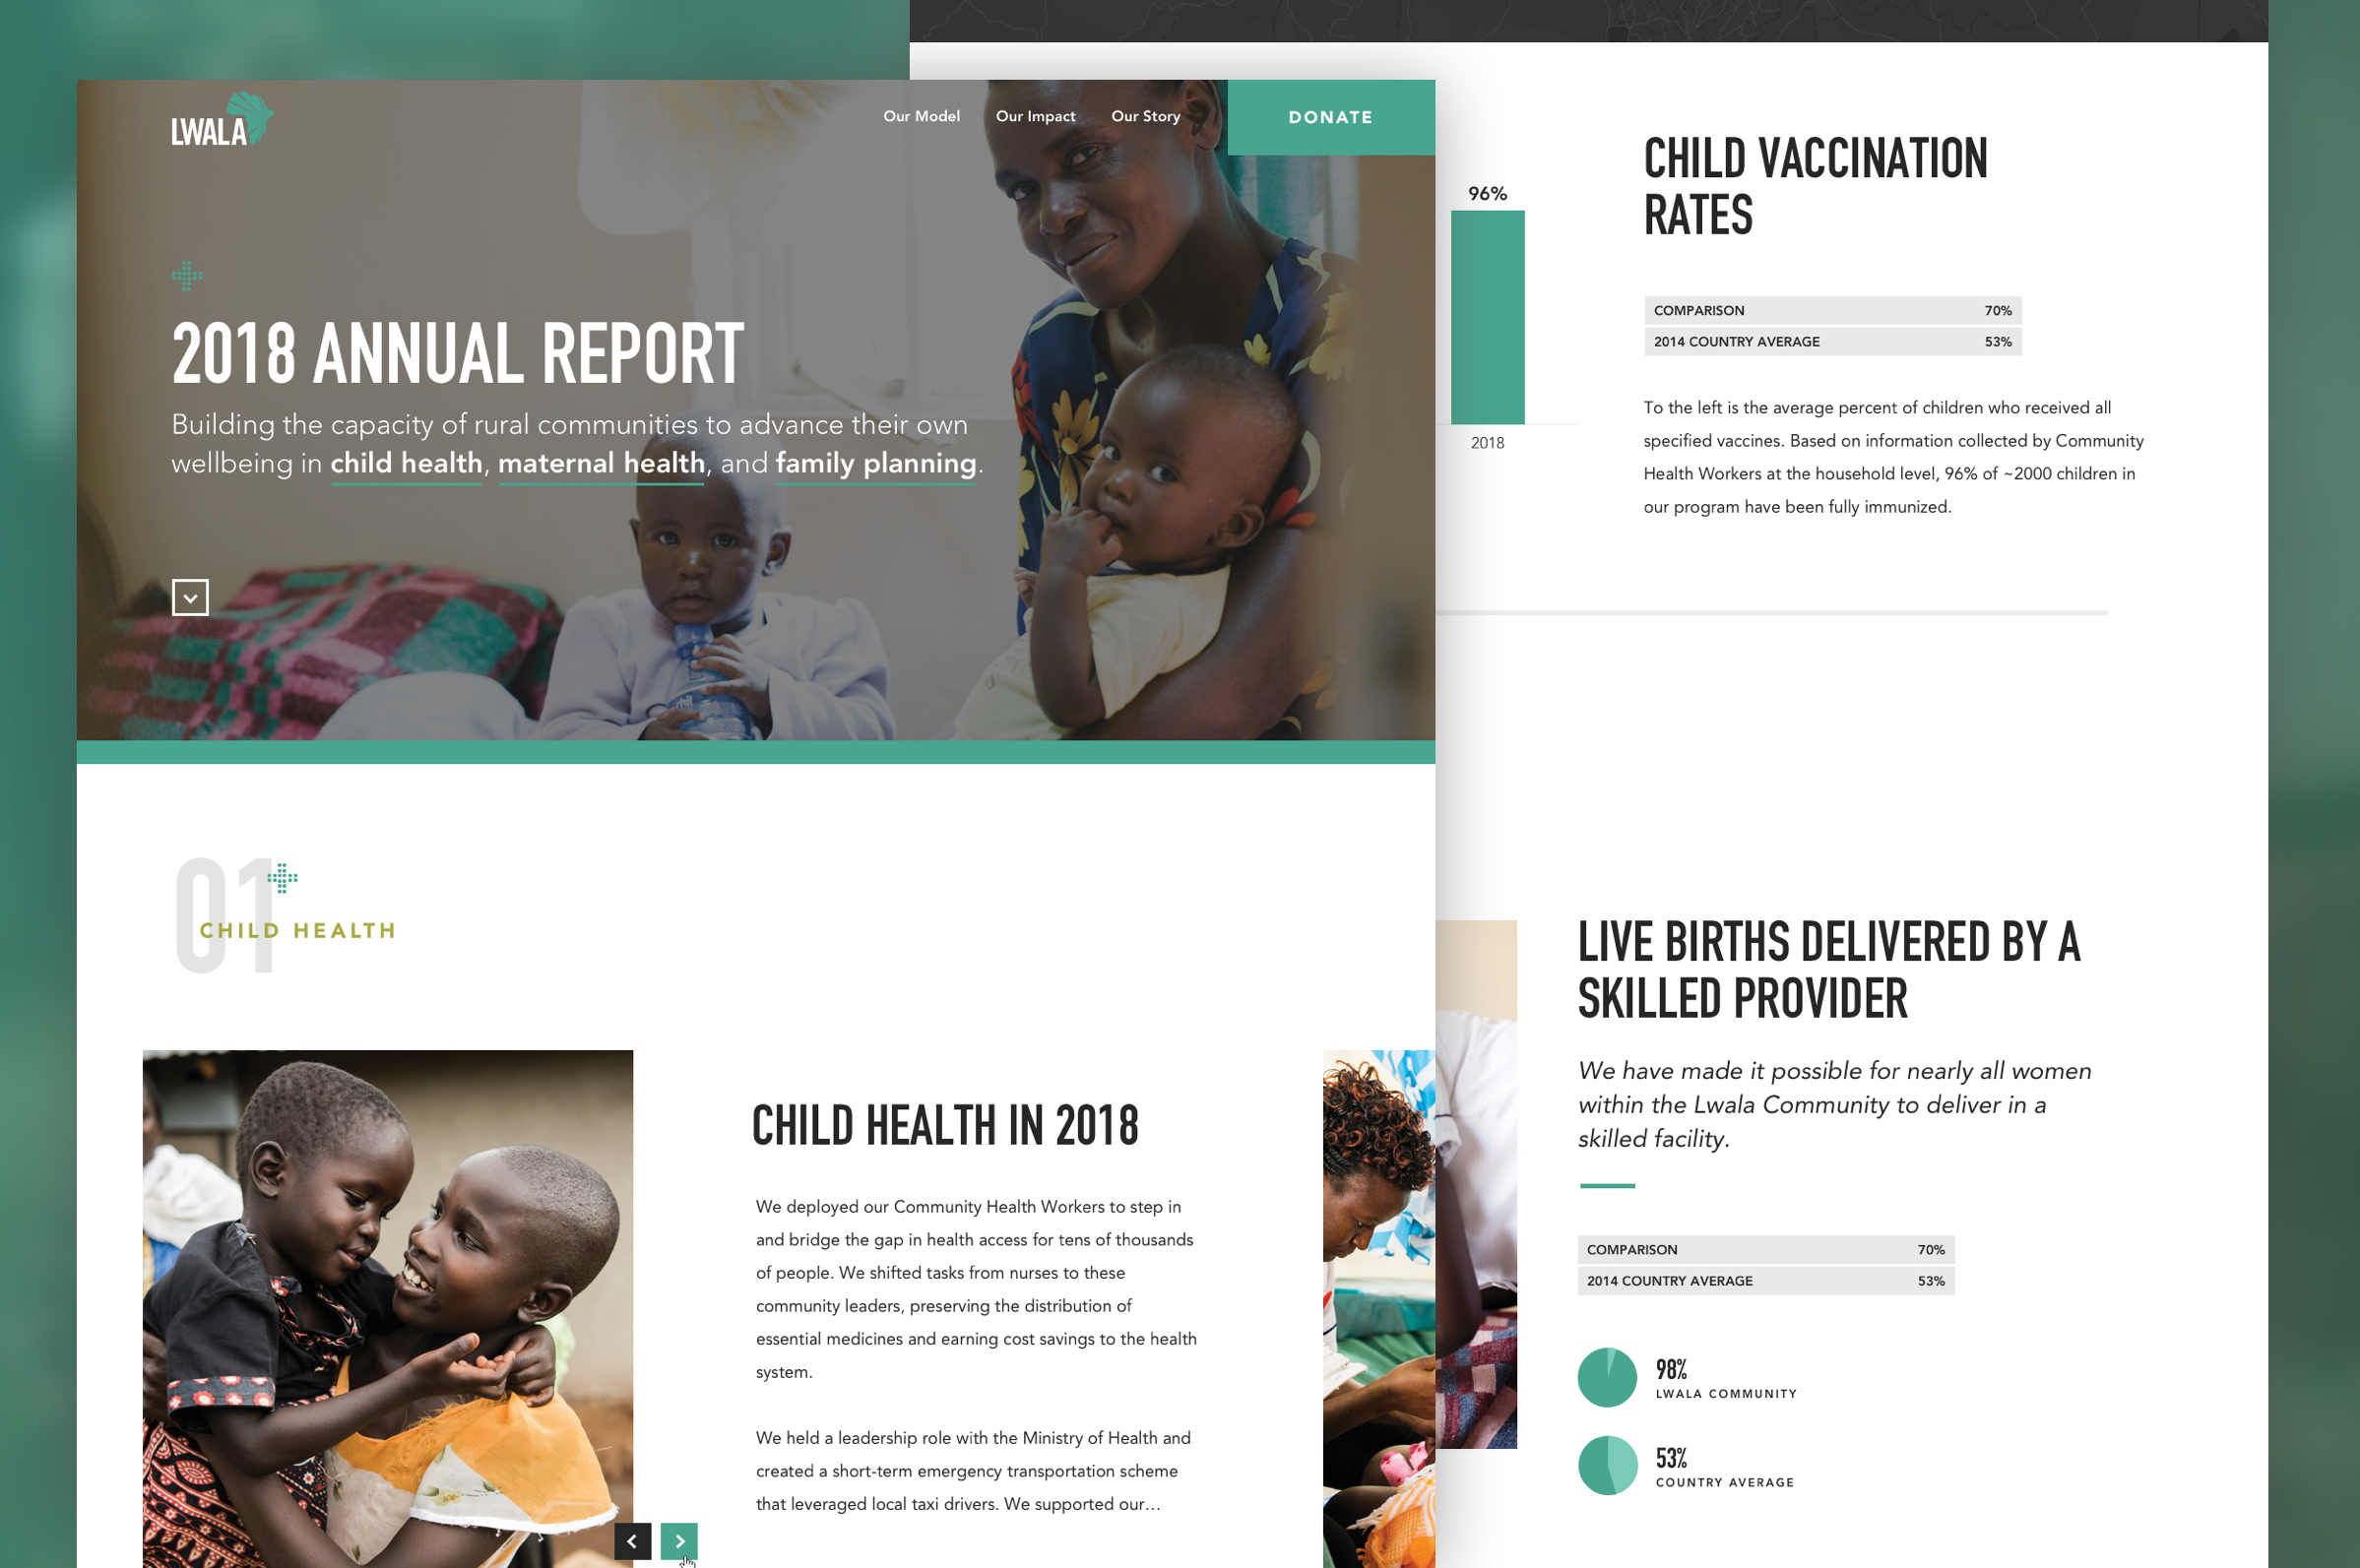 LWALA
Our Model
Our Impact
Our Story
DONATE
2018 ANNUAL REPORT
Building the capacity of rural communities to advance their own
wellbeing in child health, maternal health, and family planning.
01
CHILD HEALTH
CHILD HEALTH IN 2018
We deployed our Community Health Workers to step in
and bridge the gap in health access for tens of thousands
of people. We shifted tasks from nurses to these
community leaders, preserving the distribution of
essential medicines and earning cost savings to the health
system.
We held a leadership role with the Ministry of Health and
created a short-term emergency transportation scheme
that leveraged local taxi drivers. We supported our…
96%
2018
CHILD VACCINATION
RATES
COMPARISON 70%
2014 COUNTRY AVERAGE 53%
To the left is the average percent of children who received all
specified vaccines. Based on information collected by Community
Health Workers at the household level, 96% of ~2000 children in
our program have been fully immunized.
LIVE BIRTHS DELIVERED BY A
SKILLED PROVIDER
We have made it possible for nearly all women
within the Lwala Community to deliver in a
skilled facility.
COMPARISON 70%
2014 COUNTRY AVERAGE 53%
98%
LWALA COMMUNITY
53%
COUNTRY AVERAGE